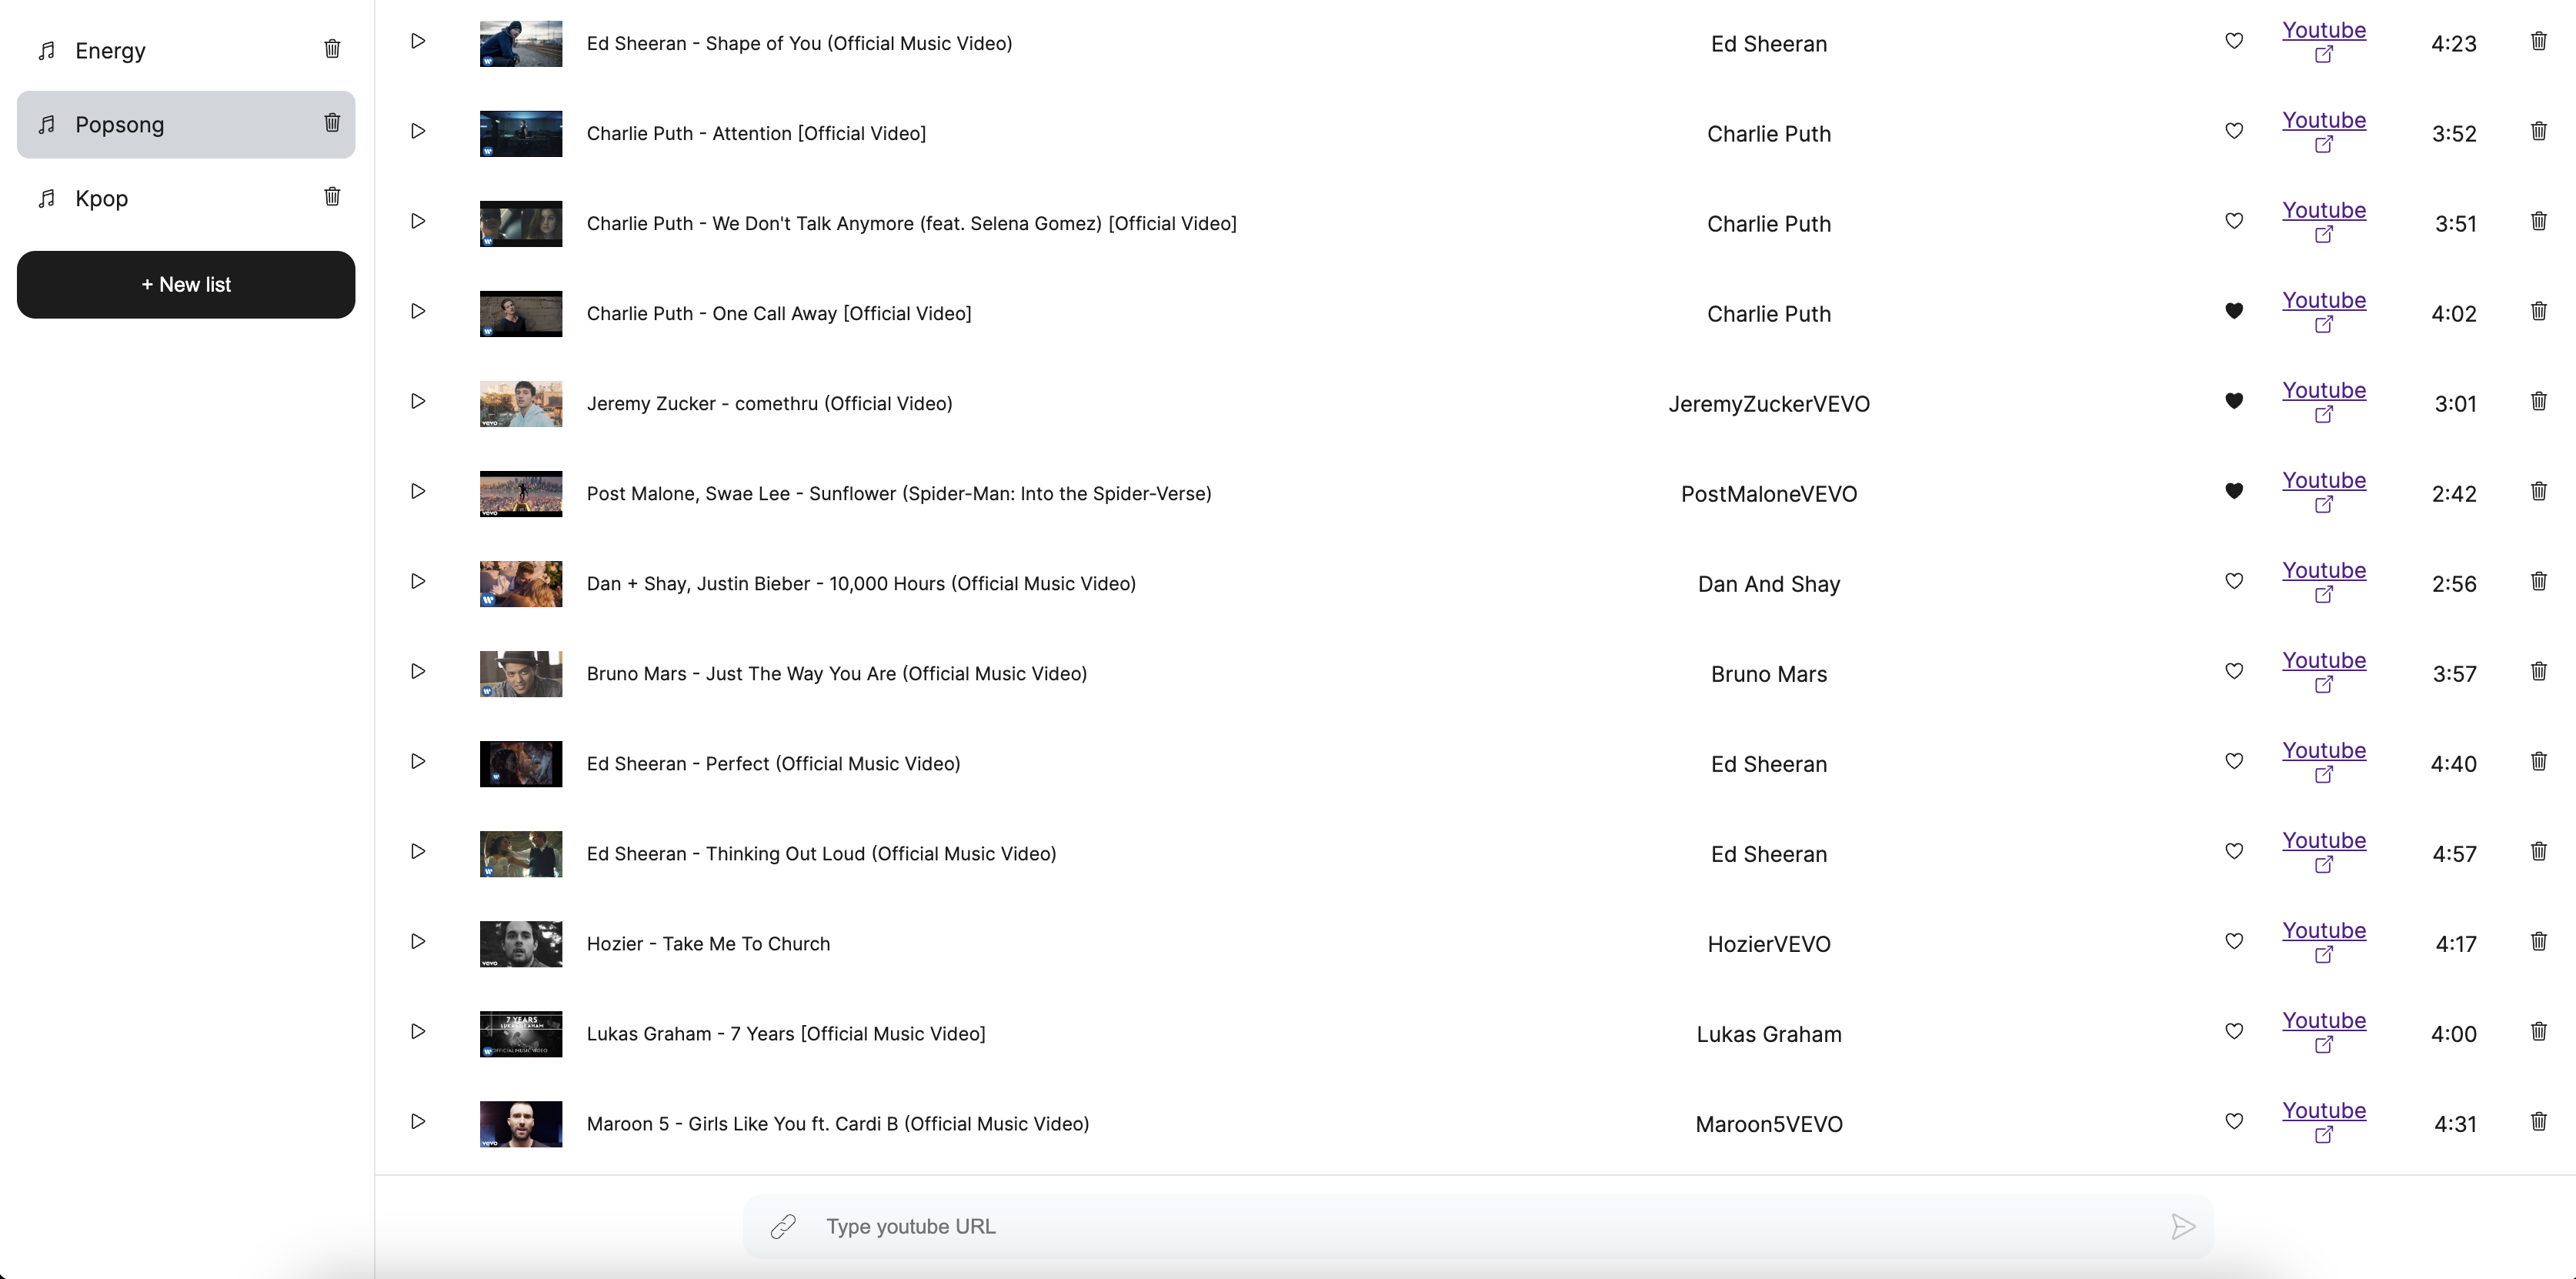 Energy
Popsong
Kpop
+ New list
Ed Sheeran - Shape of You (Official Music Video) Ed Sheeran Youtube 4:23
Charlie Puth - Attention [Official Video] Charlie Puth Youtube 3:52
Charlie Puth - We Don't Talk Anymore (feat. Selena Gomez) [Official Video] Charlie Puth Youtube 3:51
Charlie Puth - One Call Away [Official Video] Charlie Puth Youtube 4:02
vevo Jeremy Zucker - comethru (Official Video) JeremyZuckerVEVO Youtube 3:01
vevo Post Malone, Swae Lee - Sunflower (Spider-Man: Into the Spider-Verse) PostMaloneVEVO Youtube 2:42
Dan + Shay, Justin Bieber - 10,000 Hours (Official Music Video) Dan And Shay Youtube 2:56
Bruno Mars - Just The Way You Are (Official Music Video) Bruno Mars Youtube 3:57
Ed Sheeran - Perfect (Official Music Video) Ed Sheeran Youtube 4:40
Ed Sheeran - Thinking Out Loud (Official Music Video) Ed Sheeran Youtube 4:57
vevo Hozier - Take Me To Church HozierVEVO Youtube 4:17
7 YEARS
OFFICIAL MUSIC VIDEO
Lukas Graham - 7 Years [Official Music Video] Lukas Graham Youtube 4:00
vevo Maroon 5 - Girls Like You ft. Cardi B (Official Music Video) Maroon5VEVO Youtube 4:31
Type youtube URL